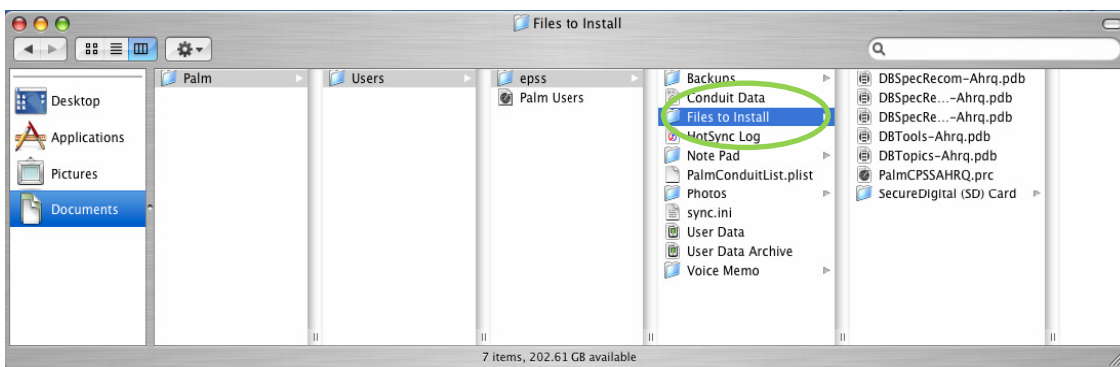 Files to Install
Desktop
Applications
Pictures
Documents
Palm
Users
epss
Palm Users
Backups
Conduit Data
Files to Install
HotSync Log
Note Pad
PalmConduitList.plist
Photos
sync.ini
User Data
User Data Archive
Voice Memo
DBSpecRecom-Ahrq.pdb
DBSpecRe...-Ahrq.pdb
DBSpecRe...-Ahrq.pdb
DBTools-Ahrq.pdb
DBTopics-Ahrq.pdb
PalmCPSSAHRQ.prc
SecureDigital (SD) Card
7 items, 202.61 GB available